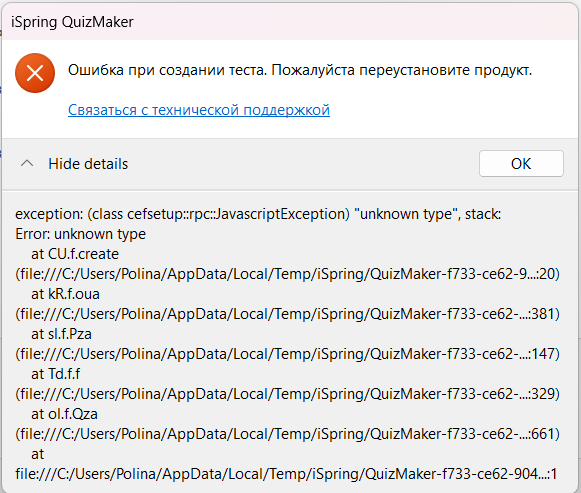 iSpring QuizMaker
Ошибка при создании теста. Пожалуйста переустановите продукт.
Связаться с технической поддержкой
Hide details
OK
exception: (class cefsetup::rpc::JavascriptException) "unknown type", stack:
Error: unknown type
at CU.f.create
(file:///C:/Users/Polina/AppData/Local/Temp/iSpring/QuizMaker-f733-ce62-9...:20)
at kR.f.oua
(file:///C:/Users/Polina/AppData/Local/Temp/iSpring/QuizMaker-f733-ce62-...:381)
at sl.f.Pza
(file:///C:/Users/Polina/AppData/Local/Temp/iSpring/QuizMaker-f733-ce62-...:147)
at Td.f.f
(file:///C:/Users/Polina/AppData/Local/Temp/iSpring/QuizMaker-f733-ce62-...:329)
at ol.f.Qza
(file:///C:/Users/Polina/AppData/Local/Temp/iSpring/QuizMaker-f733-ce62-...:661)
at
file:///C:/Users/Polina/AppData/Local/Temp/iSpring/QuizMaker-f733-ce62-904...:1